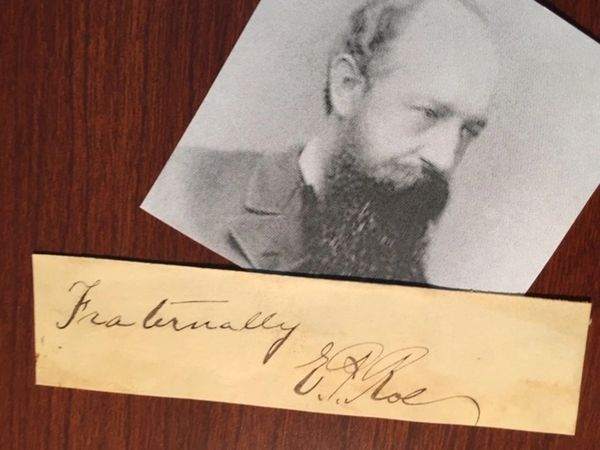 Fraternally
E. P. Roe